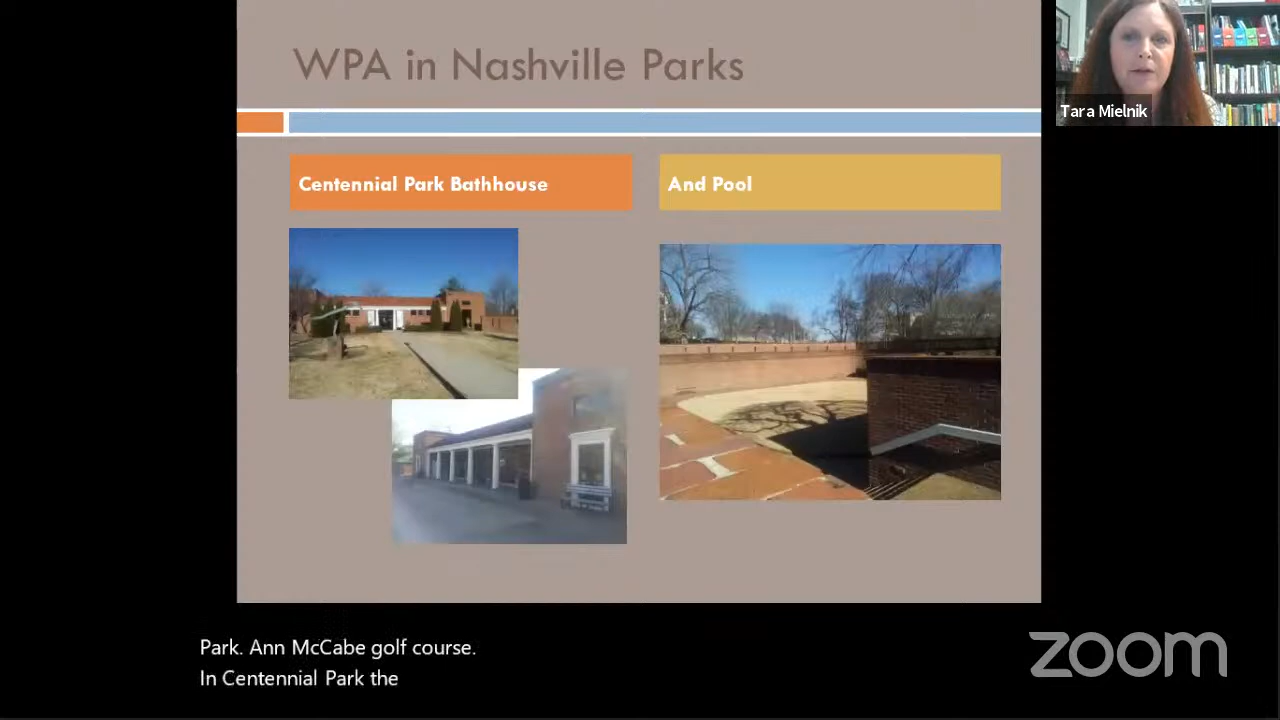 WPA in Nashville Parks
Tara Mielnik
Centennial Park Bathhouse
And Pool
Park. Ann McCabe golf course.
In Centennial Park the
zoom